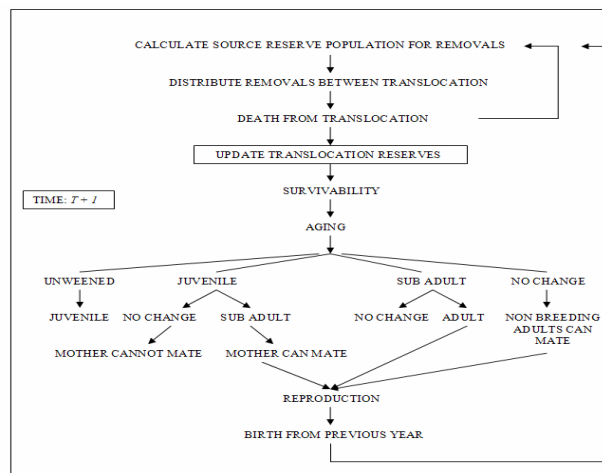 CALCULATE SOURCE RESERVE POPULATION FOR REMOVALS
DISTRIBUTE REMOVALS BETWEEN TRANSLOCATION
DEATH FROM TRANSLOCATION
UPDATE TRANSLOCATION RESERVES
SURVIVABILITY
TIME: T + 1
AGING
UNWEENED JUVENILE SUB ADULT NO CHANGE
JUVENILE NO CHANGE SUB ADULT NO CHANGE ADULT NON BREEDING
ADULTS CAN
MATE
MOTHER CANNOT MATE MOTHER CAN MATE
REPRODUCTION
BIRTH FROM PREVIOUS YEAR